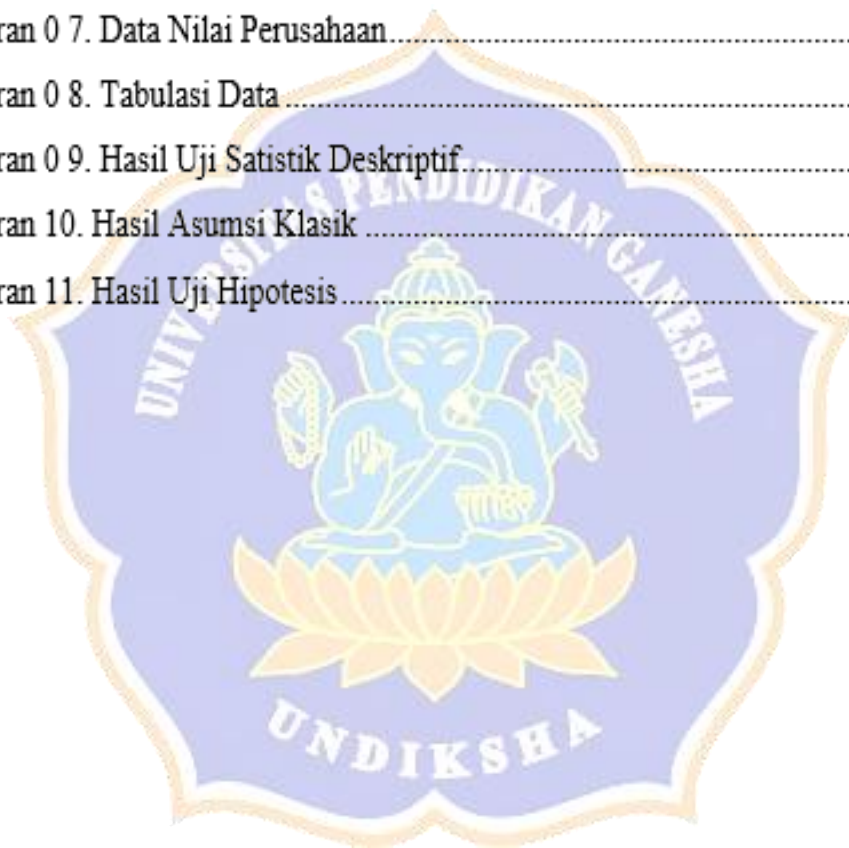 ran 0 7. Data Nilai Perusahaan
ran 0 8. Tabulasi Data
ran 0 9. Hasil Uji Satistik Deskriptif
ran 10. Hasil Asumsi Klasik
ran 11. Hasil Uji Hipotesis
UNIVERSITAS PENDIDIKAN GANESHA
UNDIKSHA